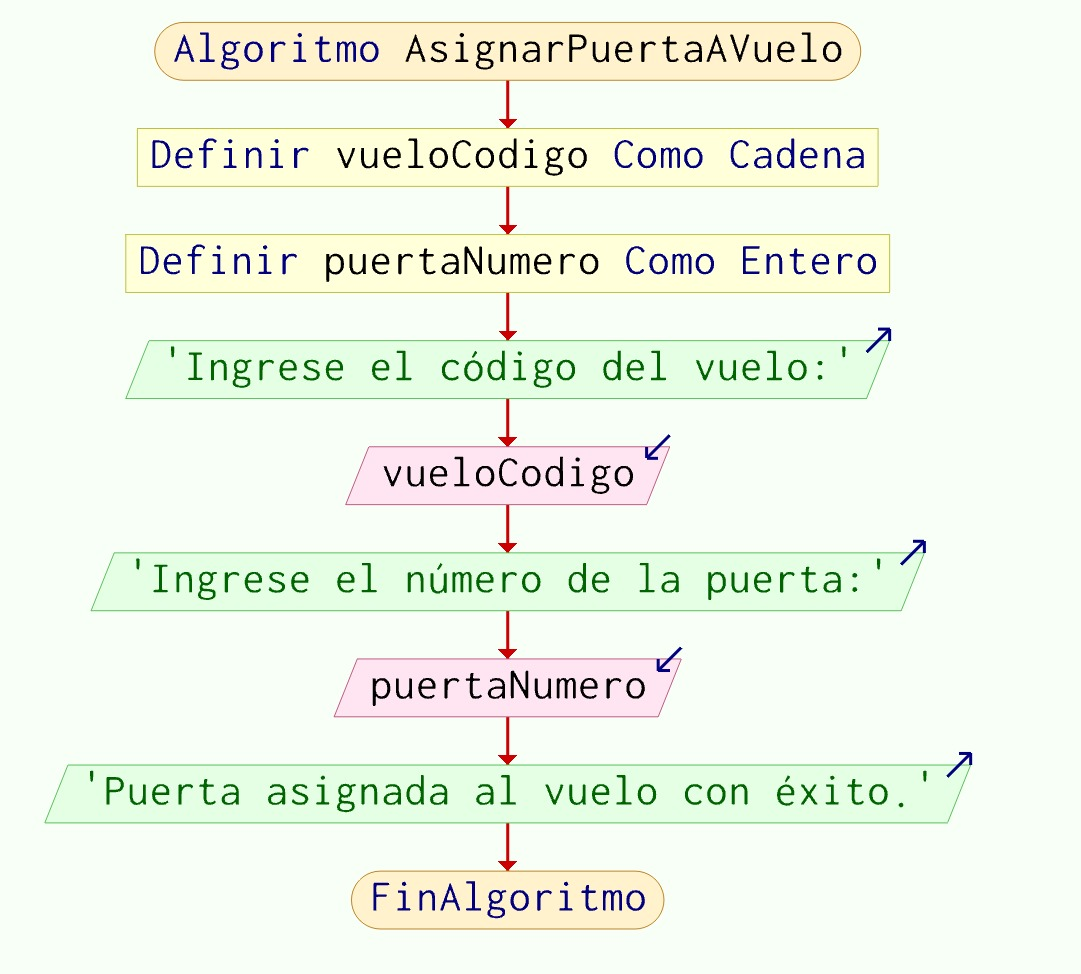 Algoritmo AsignarPuertaAVuelo
Definir vueloCodigo Como Cadena
Definir puertaNumero Como Entero
'Ingrese el código del vuelo:'
vueloCodigo
'Ingrese el número de la puerta:'
puertaNumero
'Puerta asignada al vuelo con éxito.'
FinAlgoritmo